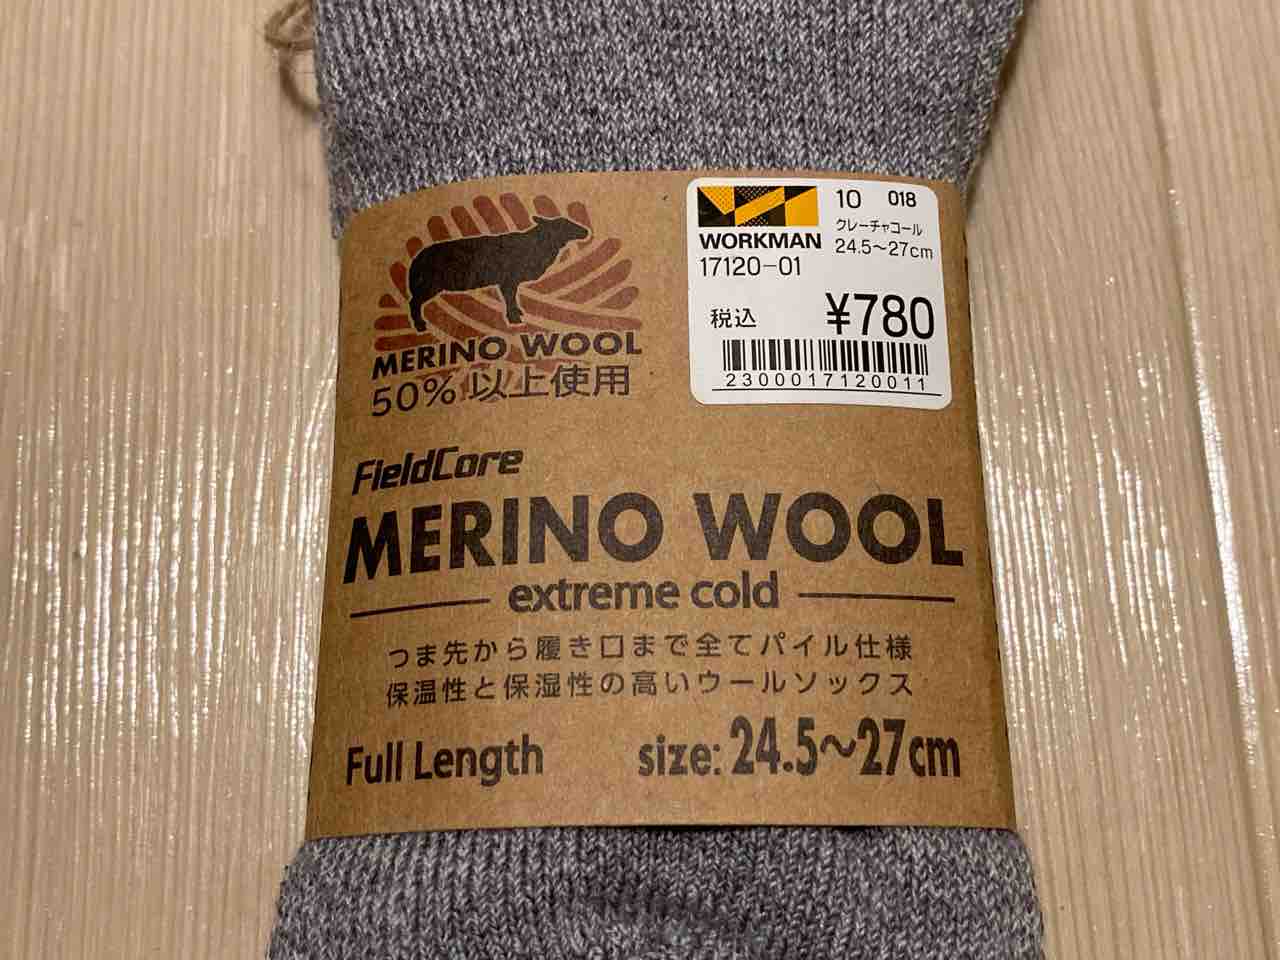 WORKMAN
10 018
クレーチャコール
24.5〜27cm
17120-01
税込 ¥780
2300017120011
MERINO WOOL
50%以上使用
FieldCore
MERINO WOOL
extreme cold
つま先から履き口まで全てパイル仕様
保温性と保湿性の高いウールソックス
Full Length size: 24.5〜27cm